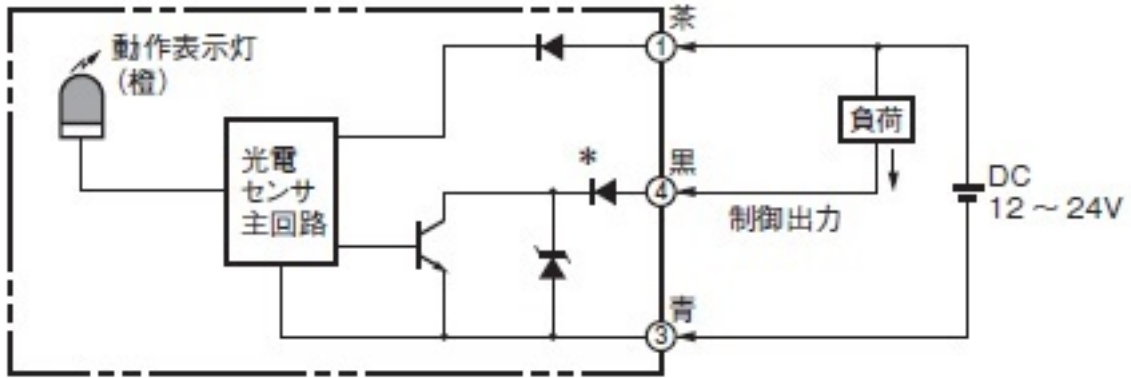 茶
動作表示灯
(橙)
①
負荷
光電
センサ
主回路
*
黒
④
制御出力
DC
12～24V
青
③